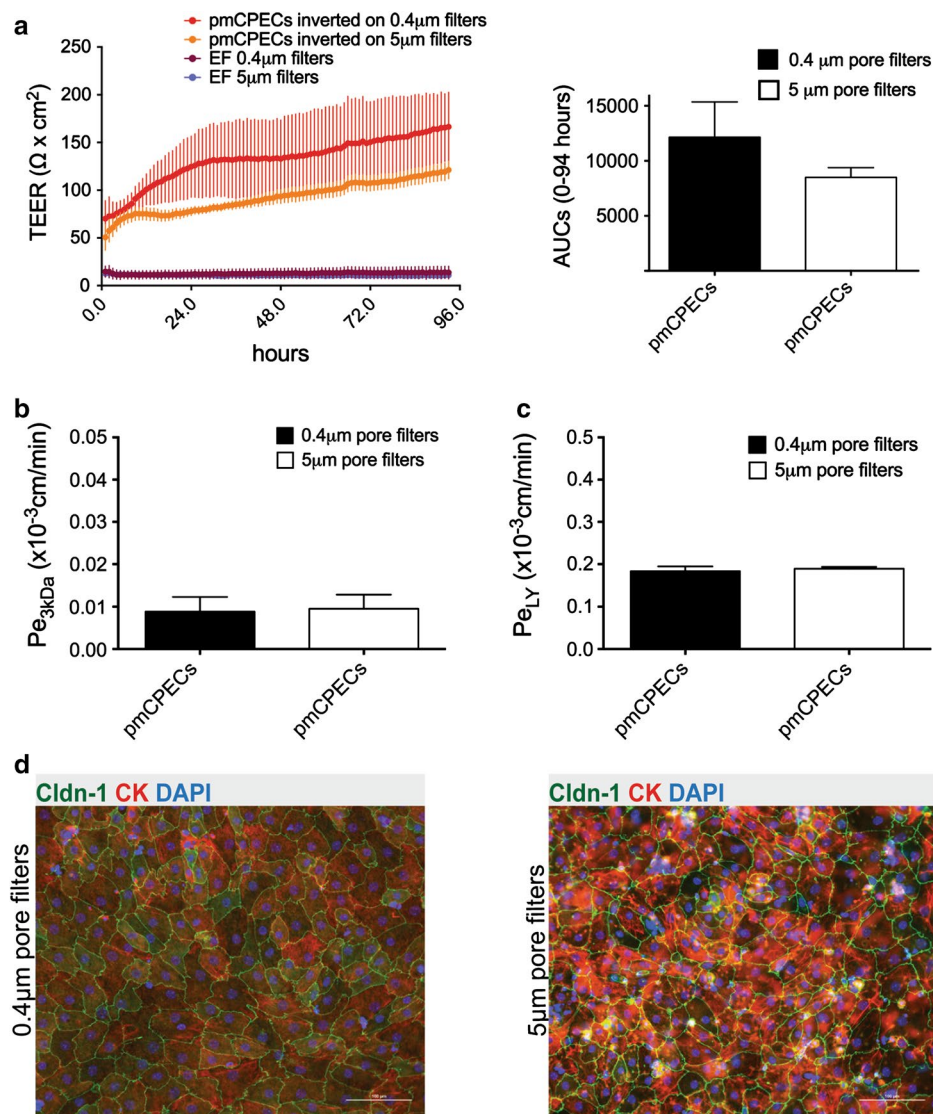 a
pmCPECs inverted on 0.4μm filters
pmCPECs inverted on 5μm filters
EF 0.4μm filters
EF 5μm filters
250
200
150
100
50
0
TEER (Ω x cm2)
0.0
24.0
48.0
72.0
96.0
hours
0.4 μm pore filters
5 μm pore filters
15000
10000
5000
AUCs (0-94 hours)
pmCPECs
pmCPECs
b
0.4μm pore filters
5μm pore filters
0.05
0.04
0.03
0.02
0.01
0.00
Pe3kDa (x10-3cm/min)
pmCPECs
pmCPECs
c
0.4μm pore filters
5μm pore filters
0.5
0.4
0.3
0.2
0.1
0.0
PeLY (x10-3cm/min)
pmCPECs
pmCPECs
d
Cldn-1 CK DAPI
0.4μm pore filters
100 μm
Cldn-1 CK DAPI
5μm pore filters
100 μm